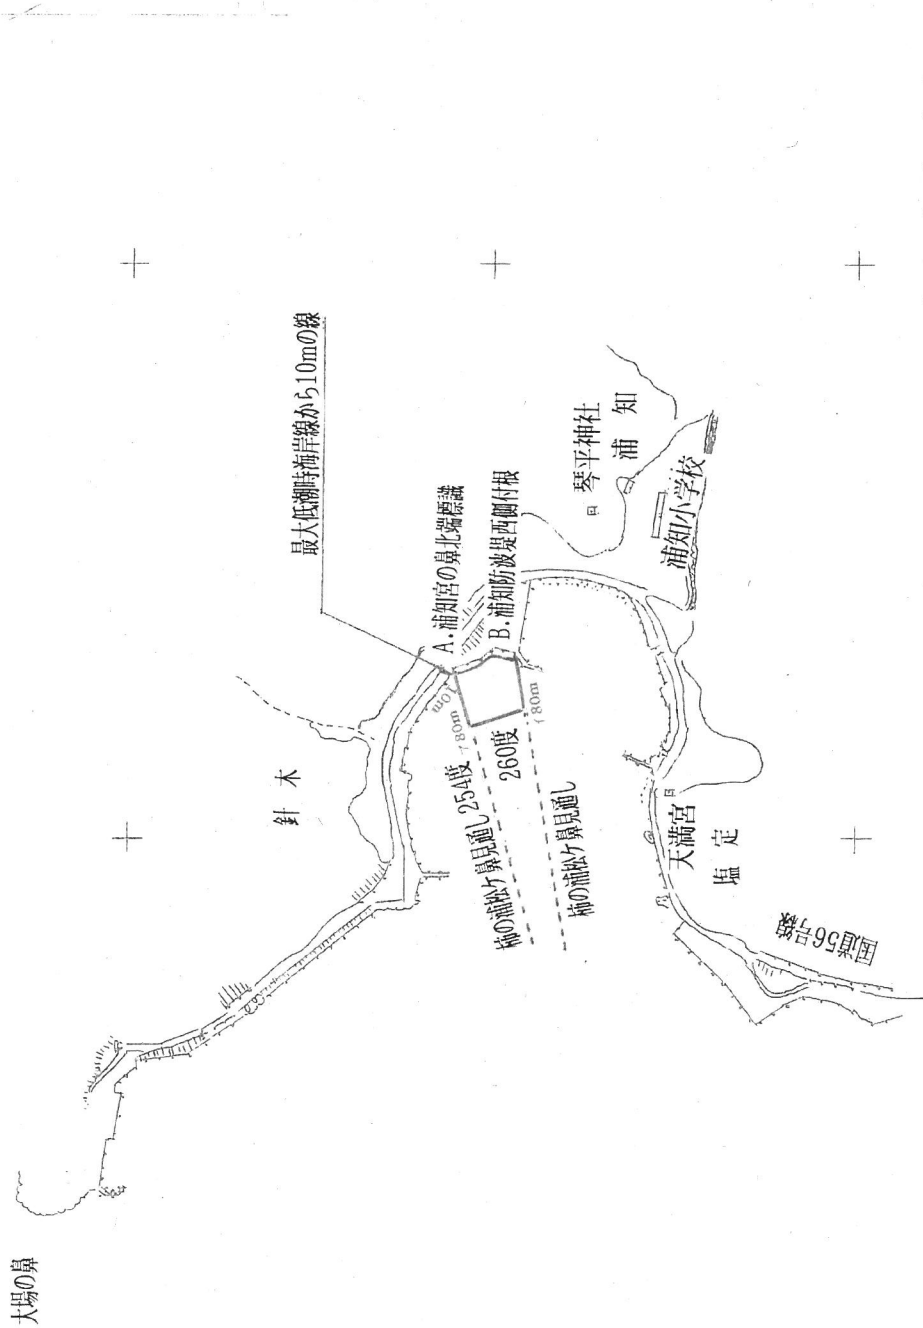 大場の鼻
針木
最大低潮時海岸線から10mの線
10m
A.浦知宮の鼻北端標識
B.浦知防波堤西側付根
180m
柿の浦松ケ鼻見通し254度
260度
180m
柿の浦松ケ鼻見通し
琴平神社
浦知
浦知小学校
天満宮
塩定
国道56号線